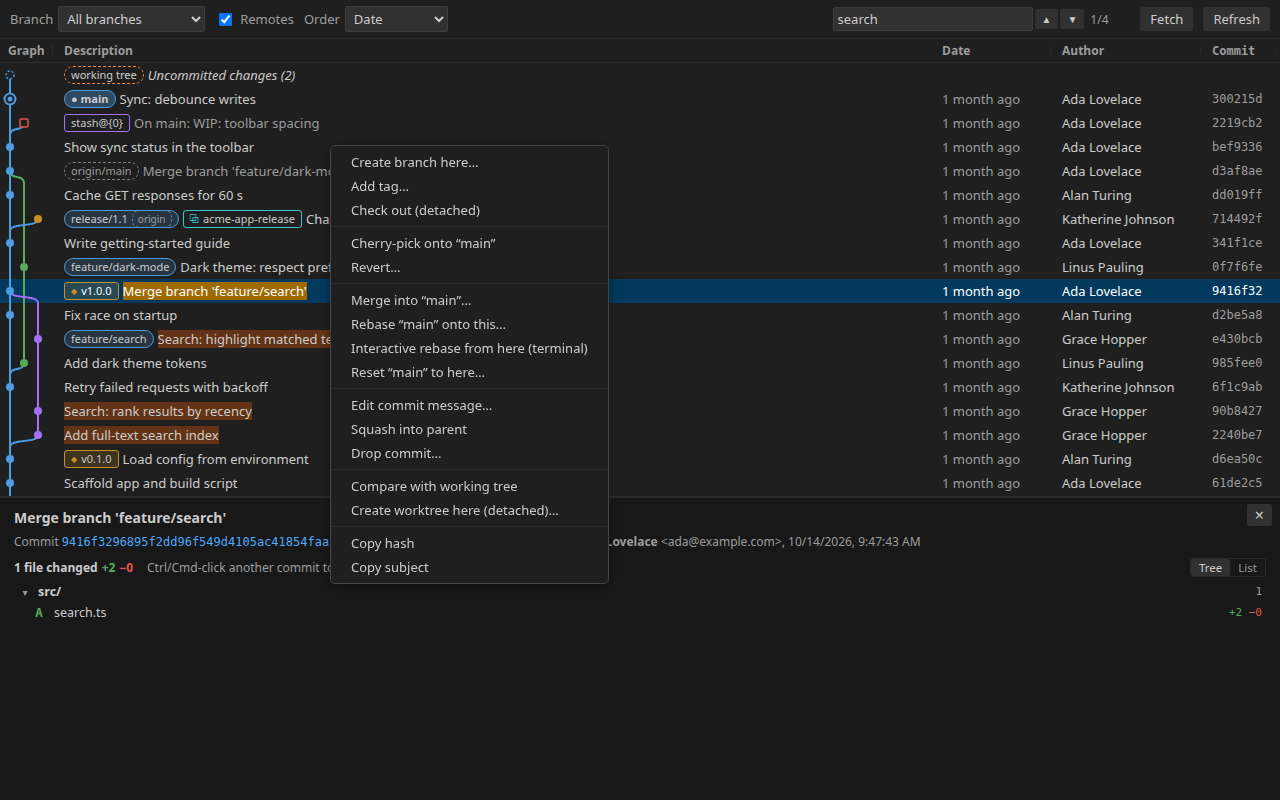 Branch All branches Remotes Order Date search ▲ ▼ 1/4 Fetch Refresh
Graph Description Date Author Commit
working tree Uncommitted changes (2)
● main Sync: debounce writes 1 month ago Ada Lovelace 300215d
stash@{0} On main: WIP: toolbar spacing 1 month ago Ada Lovelace 2219cb2
Show sync status in the toolbar 1 month ago Ada Lovelace bef9336
origin/main Merge branch 'feature/dark-mo 1 month ago Ada Lovelace d3af8ae
Cache GET responses for 60 s 1 month ago Alan Turing dd019ff
release/1.1 origin acme-app-release Cha 1 month ago Katherine Johnson 714492f
Write getting-started guide 1 month ago Ada Lovelace 341f1ce
feature/dark-mode Dark theme: respect pref 1 month ago Linus Pauling 0f7f6fe
v1.0.0 Merge branch 'feature/search' 1 month ago Ada Lovelace 9416f32
Fix race on startup 1 month ago Alan Turing d2be5a8
feature/search Search: highlight matched te 1 month ago Grace Hopper e430bcb
Add dark theme tokens 1 month ago Linus Pauling 985fee0
Retry failed requests with backoff 1 month ago Katherine Johnson 6f1c9ab
Search: rank results by recency 1 month ago Grace Hopper 90b8427
Add full-text search index 1 month ago Grace Hopper 2240be7
v0.1.0 Load config from environment 1 month ago Alan Turing d6ea50c
Scaffold app and build script 1 month ago Ada Lovelace 61de2c5
Create branch here...
Add tag...
Check out (detached)
Cherry-pick onto “main”
Revert...
Merge into “main”...
Rebase “main” onto this...
Interactive rebase from here (terminal)
Reset “main” to here...
Edit commit message...
Squash into parent
Drop commit...
Compare with working tree
Create worktree here (detached)...
Copy hash
Copy subject
Merge branch 'feature/search' ✕
Commit 9416f3296895f2dd96f549d4105ac41854faa Lovelace <ada@example.com>, 10/14/2026, 9:47:43 AM
1 file changed +2 −0 Ctrl/Cmd-click another commit to Tree List
▾ src/ 1
A search.ts +2 −0